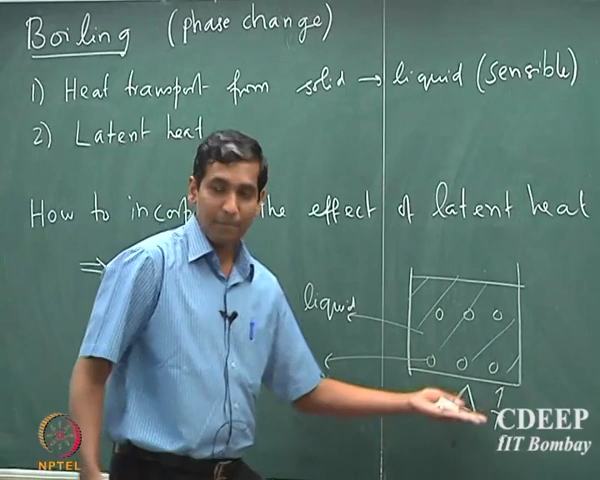 Boiling (phase change)
1) Heat transport from solid → liquid (sensible)
2) Latent heat
How to incorp the effect of latent heat
⇒
liquid
CDEEP
IIT Bombay
NPTEL